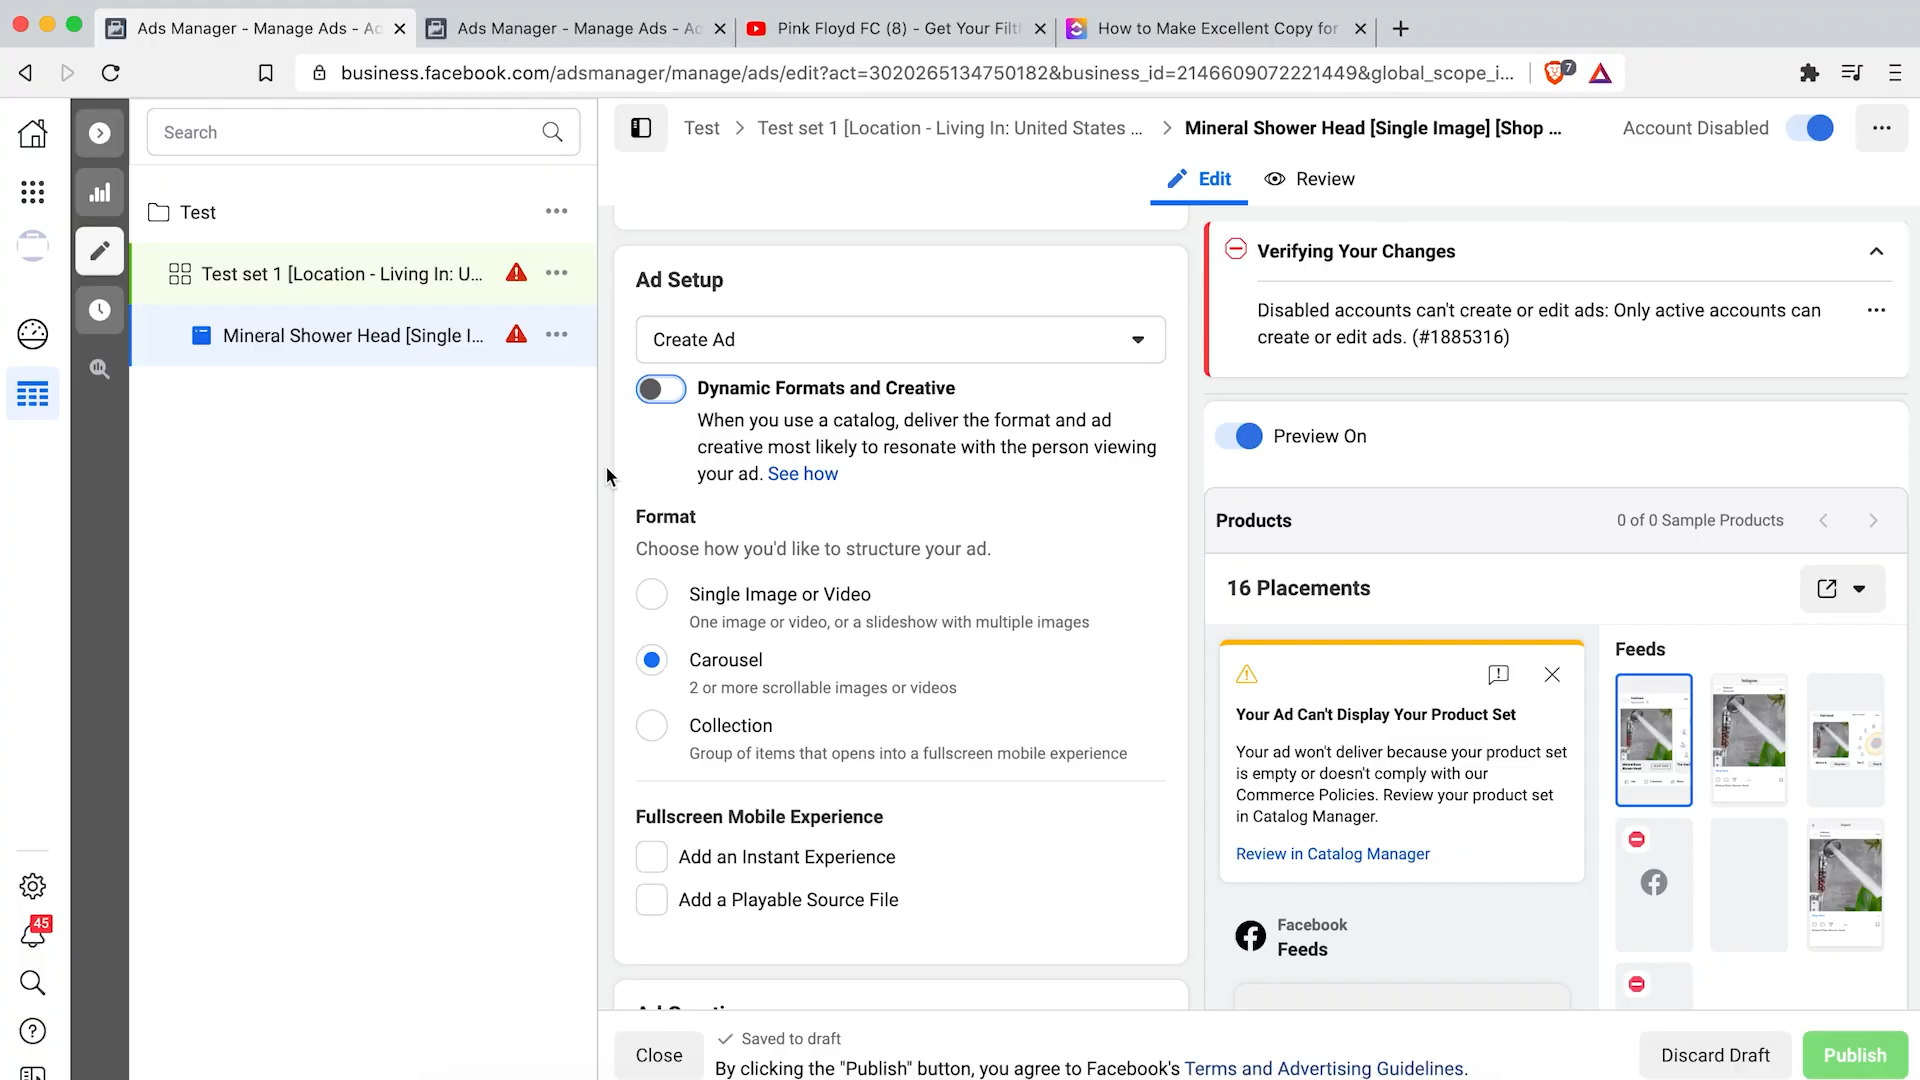 Ads Manager - Manage Ads - Ac
Ads Manager - Manage Ads - Ac
Pink Floyd FC (8) - Get Your Filt
How to Make Excellent Copy for
business.facebook.com/adsmanager/manage/ads/edit?act=3020265134750182&business_id=2146609072221449&global_scope_i...
7
Search
Test
Test set 1 [Location - Living In: United States ...
Mineral Shower Head [Single Image] [Shop ...
Account Disabled
Edit
Review
Test
Test set 1 [Location - Living In: U...
Mineral Shower Head [Single I...
45
Ad Setup
Create Ad
Dynamic Formats and Creative
When you use a catalog, deliver the format and ad
creative most likely to resonate with the person viewing
your ad. See how
Format
Choose how you'd like to structure your ad.
Single Image or Video
One image or video, or a slideshow with multiple images
Carousel
2 or more scrollable images or videos
Collection
Group of items that opens into a fullscreen mobile experience
Fullscreen Mobile Experience
Add an Instant Experience
Add a Playable Source File
Verifying Your Changes
Disabled accounts can't create or edit ads: Only active accounts can
create or edit ads. (#1885316)
Preview On
Products
0 of 0 Sample Products
16 Placements
Your Ad Can't Display Your Product Set
Your ad won't deliver because your product set
is empty or doesn't comply with our
Commerce Policies. Review your product set
in Catalog Manager.
Review in Catalog Manager
Feeds
Facebook
Feeds
Close
Saved to draft
By clicking the "Publish" button, you agree to Facebook's Terms and Advertising Guidelines.
Discard Draft
Publish